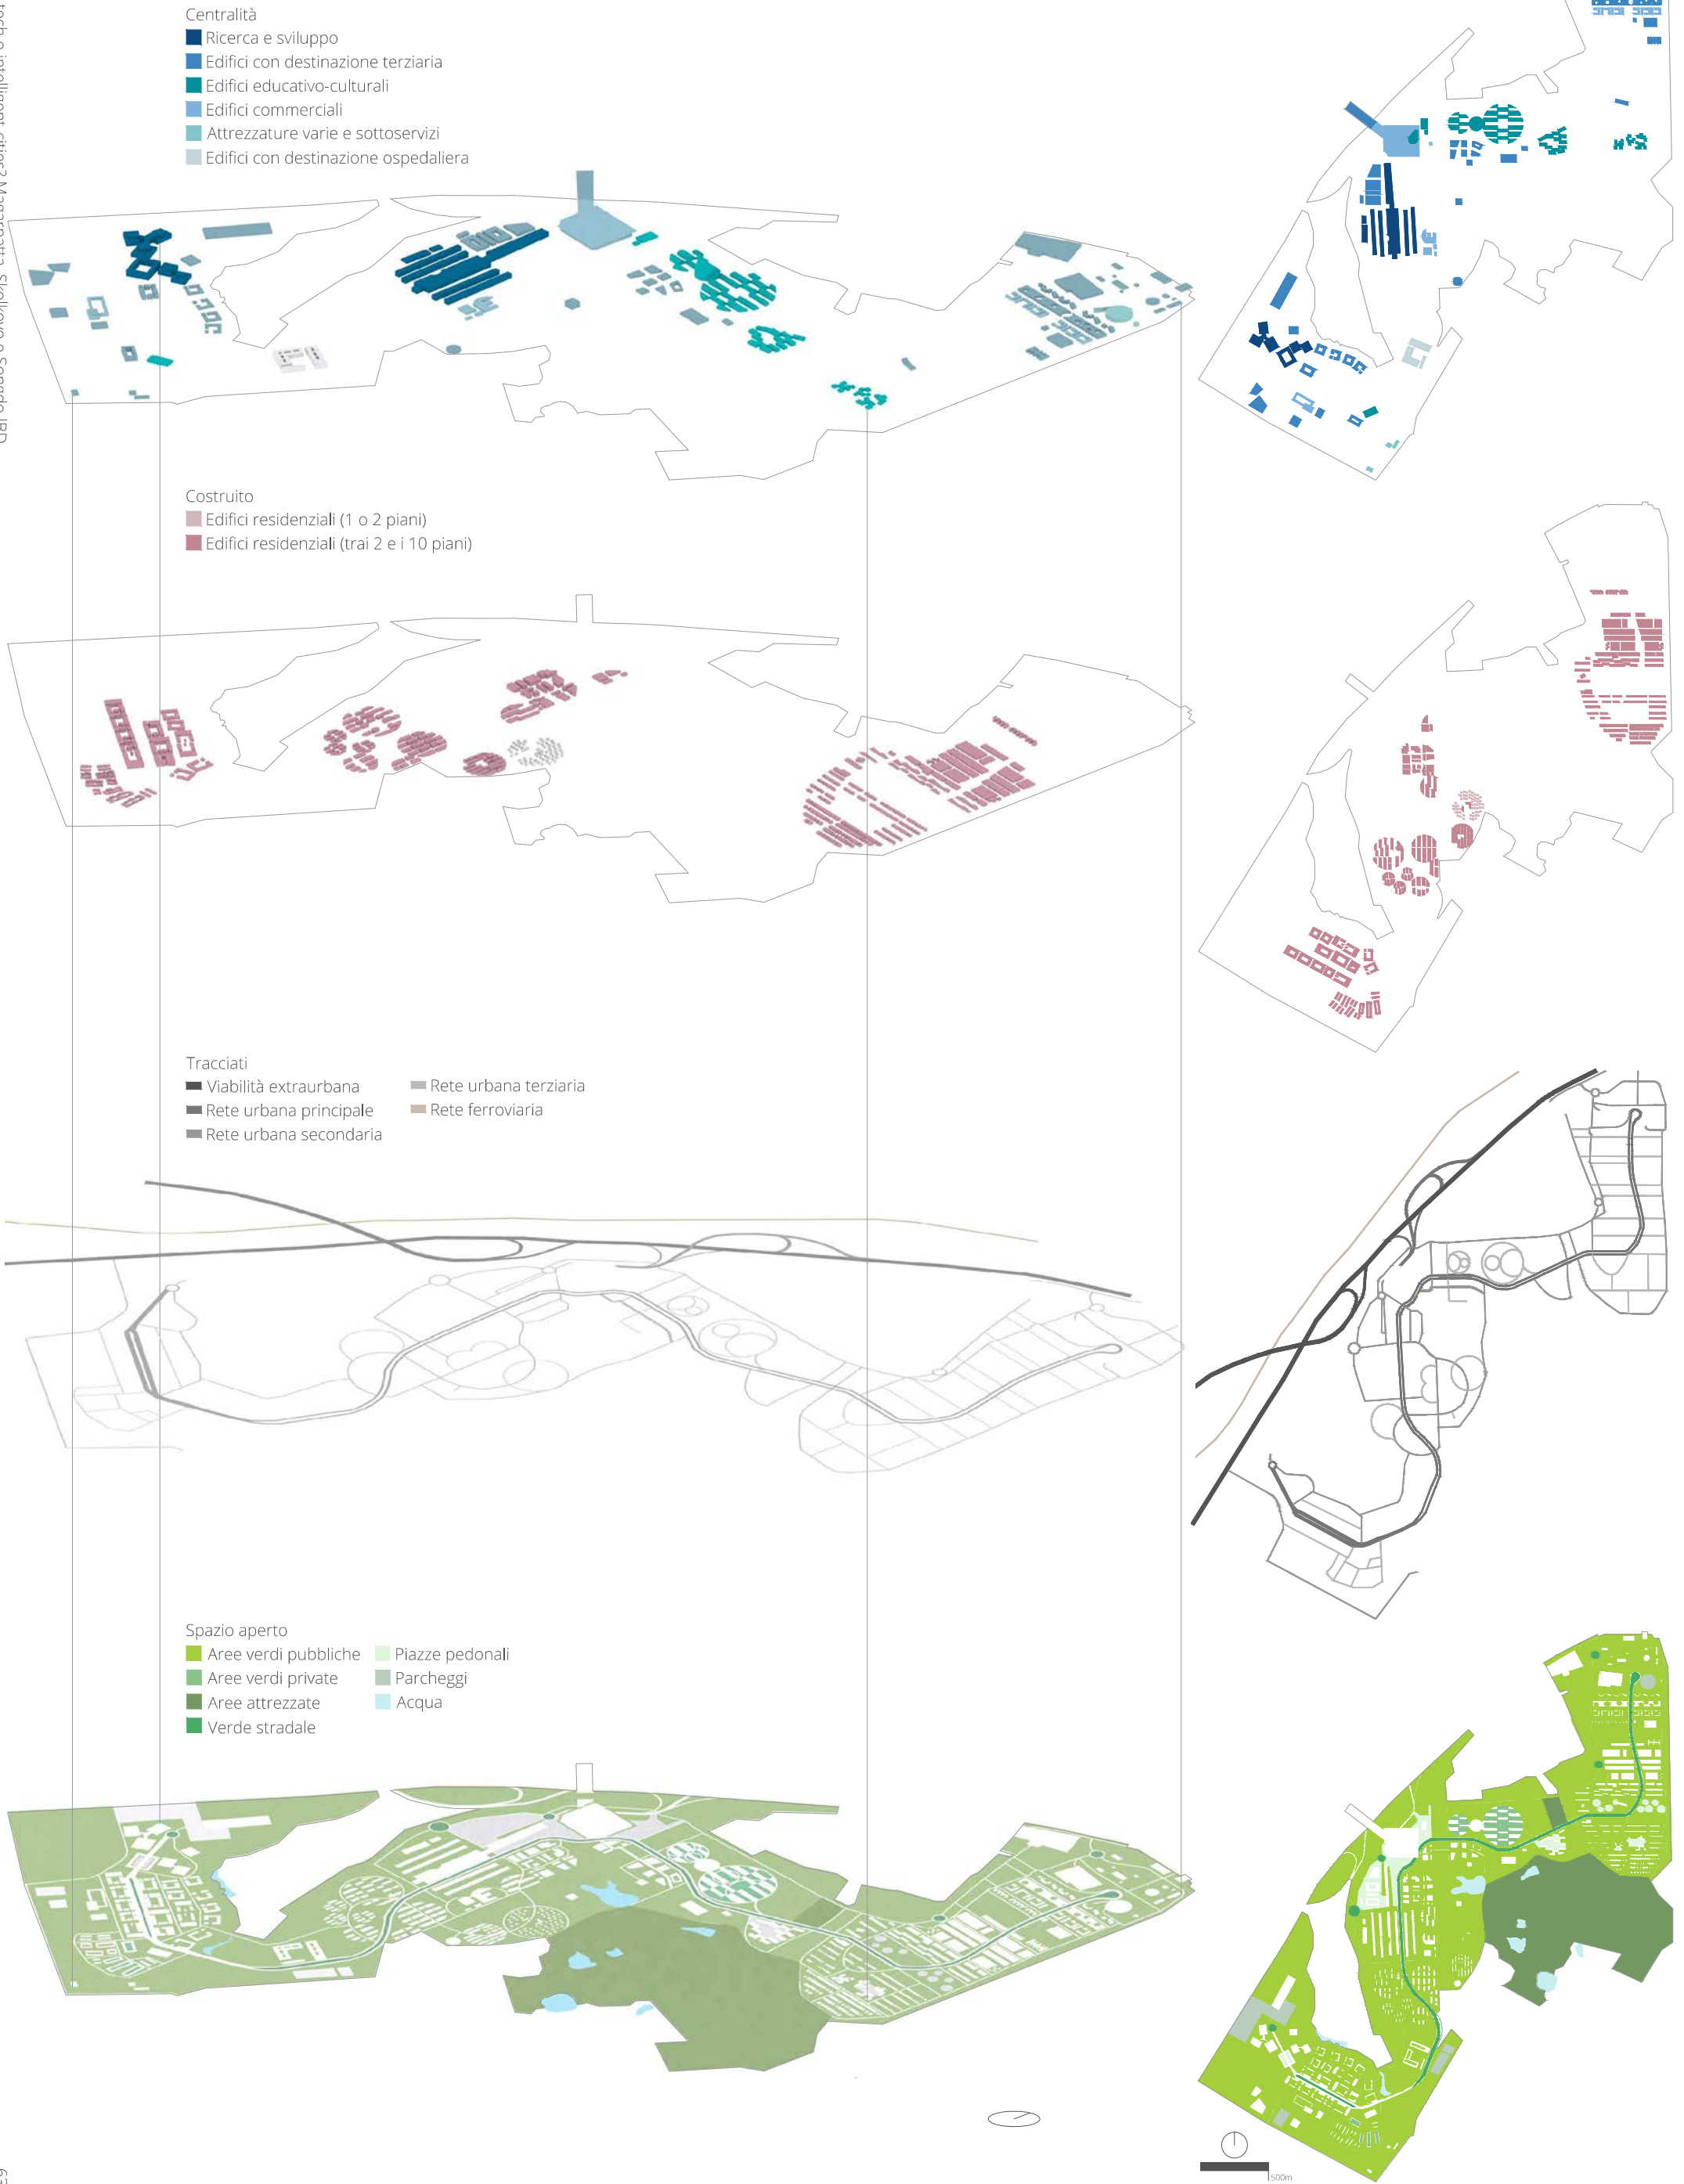 Centralità
Ricerca e sviluppo
Edifici con destinazione terziaria
Edifici educativo-culturali
Edifici commerciali
Attrezzature varie e sottoservizi
Edifici con destinazione ospedaliera
Costruito
Edifici residenziali (1 o 2 piani)
Edifici residenziali (trai 2 e i 10 piani)
Tracciati
Viabilità extraurbana
Rete urbana principale
Rete urbana secondaria
Rete urbana terziaria
Rete ferroviaria
Spazio aperto
Aree verdi pubbliche
Aree verdi private
Aree attrezzate
Verde stradale
Piazze pedonali
Parcheggi
Acqua
500m